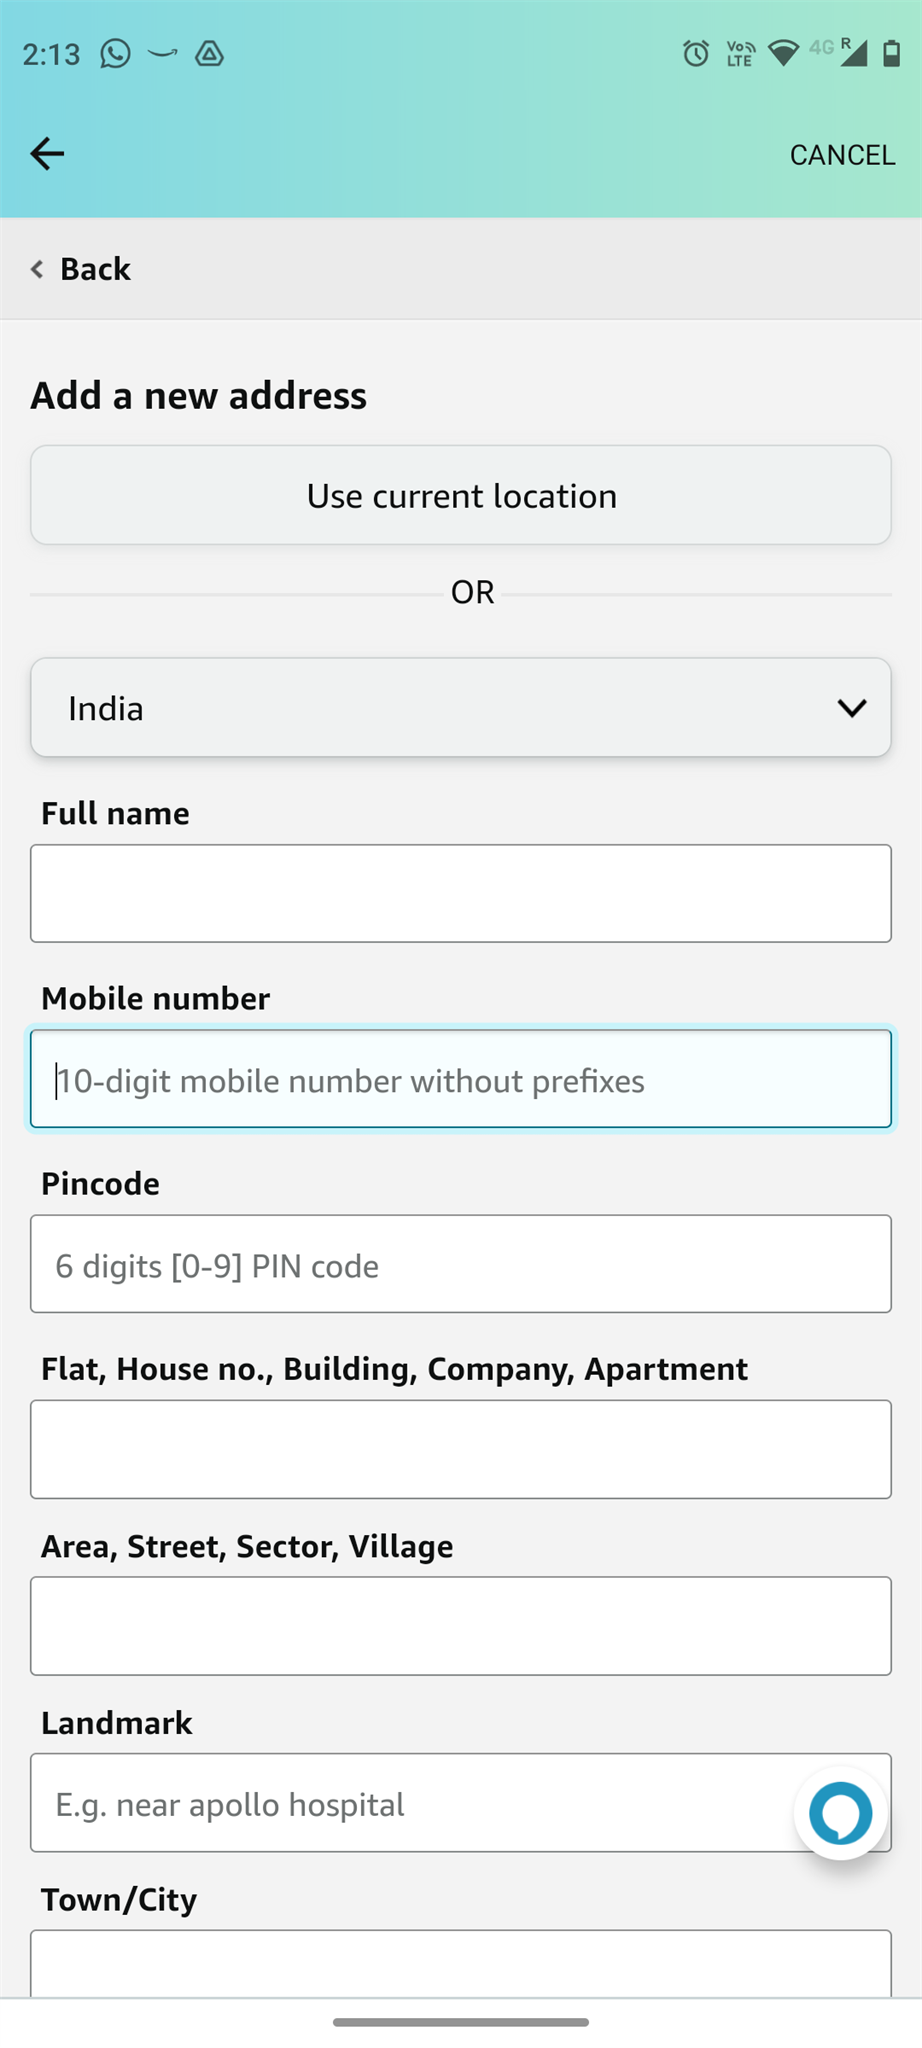 2:13
VoLTE 4G R
CANCEL
Back
Add a new address
Use current location
OR
India
Full name
Mobile number
10-digit mobile number without prefixes
Pincode
6 digits [0-9] PIN code
Flat, House no., Building, Company, Apartment
Area, Street, Sector, Village
Landmark
E.g. near apollo hospital
Town/City